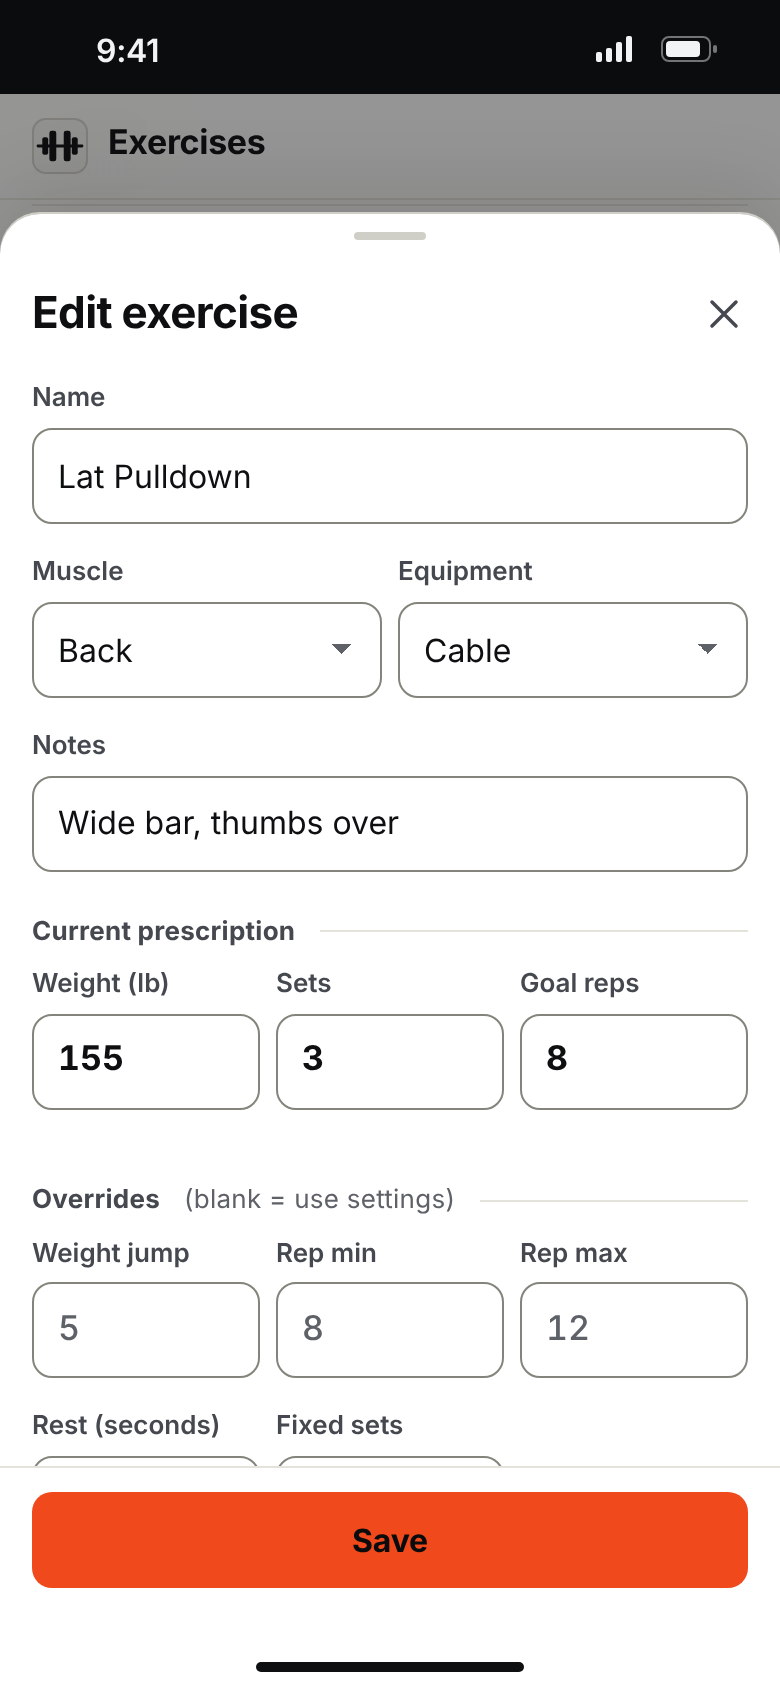 9:41
Exercises
Edit exercise
Name
Lat Pulldown
Muscle Equipment
Back Cable
Notes
Wide bar, thumbs over
Current prescription
Weight (lb) Sets Goal reps
155 3 8
Overrides (blank = use settings)
Weight jump Rep min Rep max
5 8 12
Rest (seconds) Fixed sets
Save